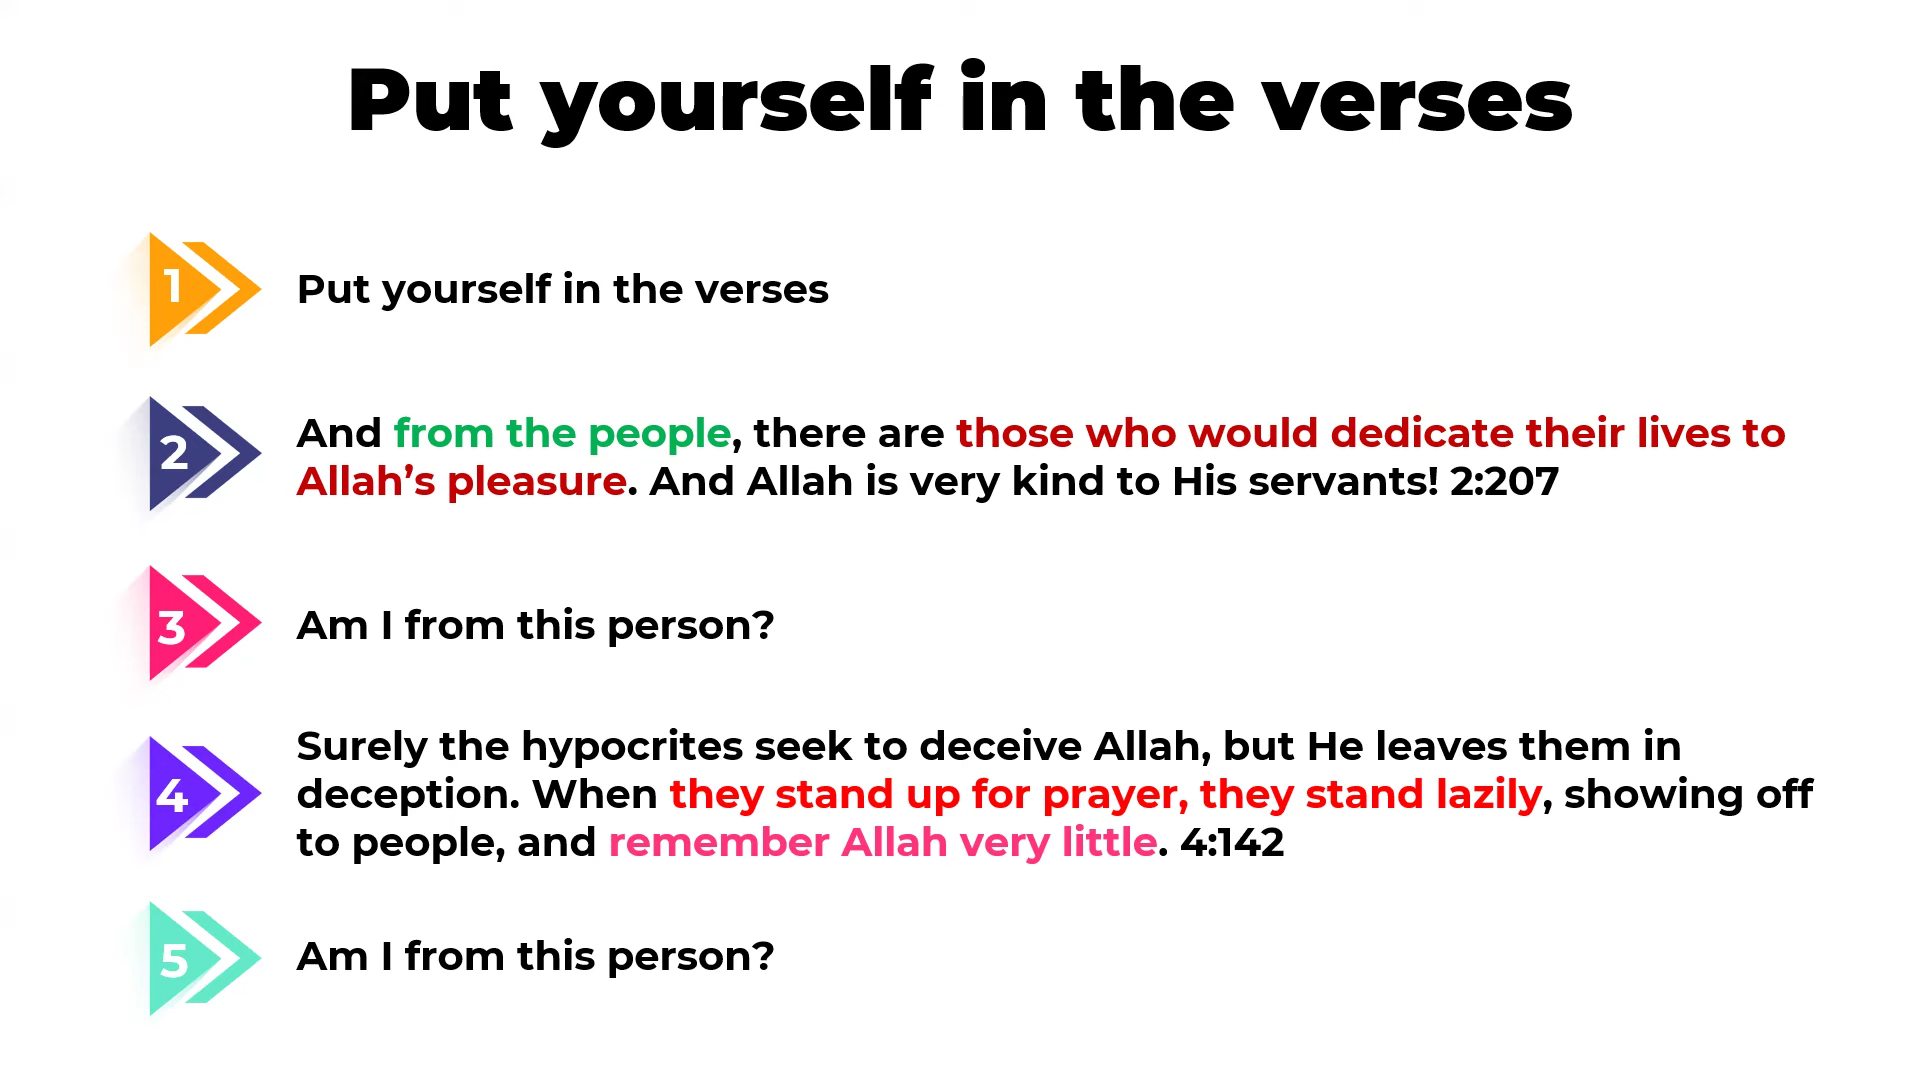 Put yourself in the verses
1
Put yourself in the verses
2
And from the people, there are those who would dedicate their lives to
Allah’s pleasure. And Allah is very kind to His servants! 2:207
3
Am I from this person?
4
Surely the hypocrites seek to deceive Allah, but He leaves them in
deception. When they stand up for prayer, they stand lazily, showing off
to people, and remember Allah very little. 4:142
5
Am I from this person?